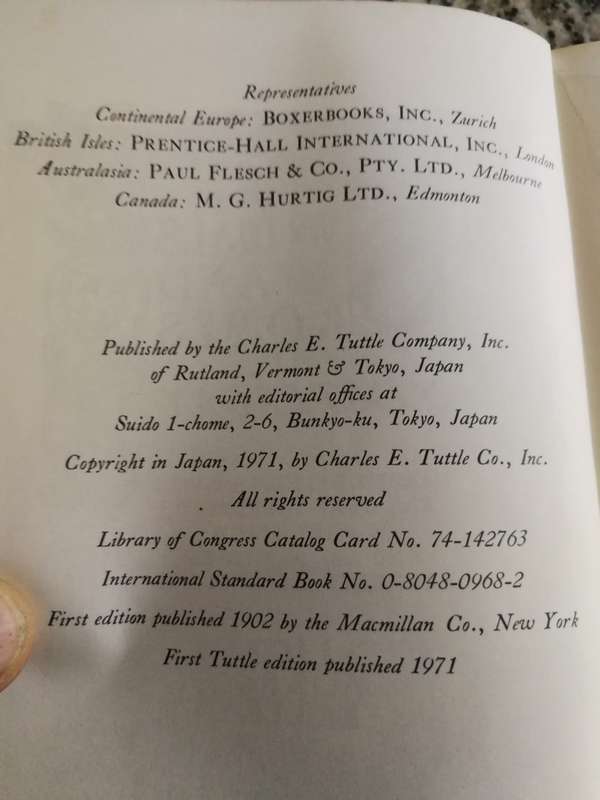 Representatives
Continental Europe: BOXERBOOKS, INC., Zurich
British Isles: PRENTICE-HALL INTERNATIONAL, INC., London
Australasia: PAUL FLESCH & CO., PTY. LTD., Melbourne
Canada: M. G. HURTIG LTD., Edmonton
Published by the Charles E. Tuttle Company, Inc.
of Rutland, Vermont & Tokyo, Japan
with editorial offices at
Suido 1-chome, 2-6, Bunkyo-ku, Tokyo, Japan
Copyright in Japan, 1971, by Charles E. Tuttle Co., Inc.
All rights reserved
Library of Congress Catalog Card No. 74-142763
International Standard Book No. 0-8048-0968-2
First edition published 1902 by the Macmillan Co., New York
First Tuttle edition published 1971